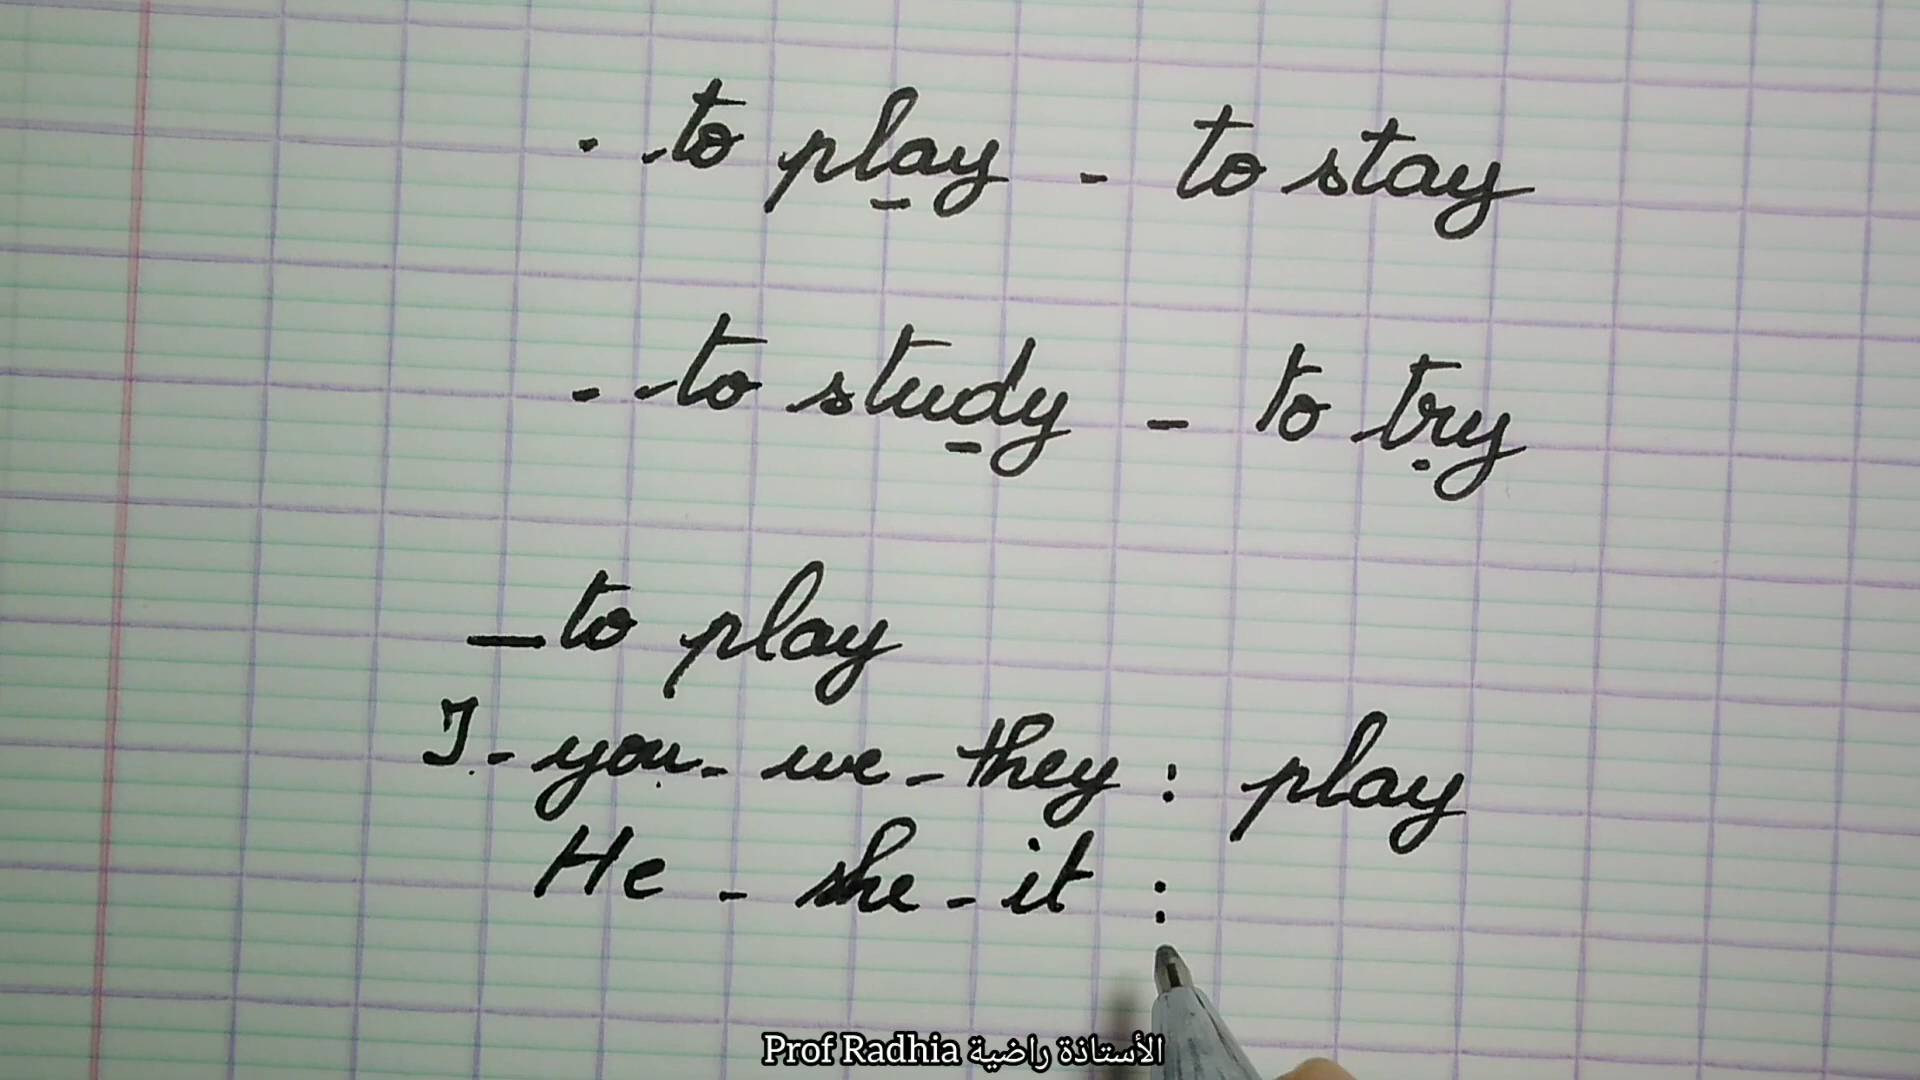 - - to play - to stay
- - to study - to try
— to play
I - you - we - they : play
He - she - it :
Prof Radhia الأستاذة راضية